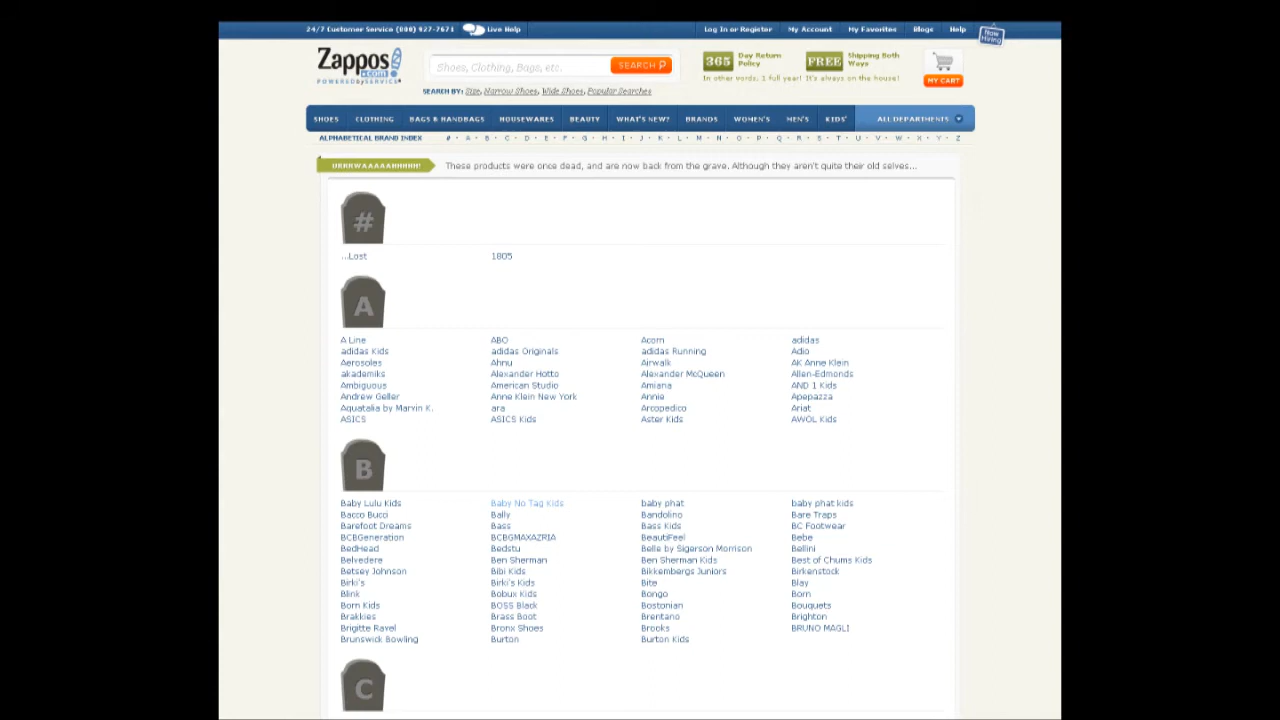 24/7 Customer Service (800) 927-7671 Live Help Log In or Register My Account My Favorites Blogs Help Now Hiring
Zappos.com POWERED by SERVICE
Shoes, Clothing, Bags, etc. SEARCH
365 Day Return Policy FREE Shipping Both Ways
In other words, 1 full year! It's always on the house!
MY CART
SEARCH BY: Size, Narrow Shoes, Wide Shoes, Popular Searches
SHOES CLOTHING BAGS & HANDBAGS HOUSEWARES BEAUTY WHAT'S NEW? BRANDS WOMEN'S MEN'S KIDS' ALL DEPARTMENTS
ALPHABETICAL BRAND INDEX # • A • B • C • D • E • F • G • H • I • J • K • L • M • N • O • P • Q • R • S • T • U • V • W • X • Y • Z
These products were once dead, and are now back from the grave. Although they aren't quite their old selves...
#
...Lost 1805
A
A Line ABO Acorn adidas
adidas Kids adidas Originals adidas Running Adio
Aerosoles Ahnu Airwalk AK Anne Klein
akademiks Alexander Hotto Alexander McQueen Allen-Edmonds
Ambiguous American Studio Amiana AND 1 Kids
Andrew Geller Anne Klein New York Annie Apepazza
Aquatalia by Marvin K. ara Arcopedico Ariat
ASICS ASICS Kids Aster Kids AWOL Kids
B
Baby Lulu Kids Baby No Tag Kids baby phat baby phat kids
Bacco Bucci Bally Bandolino Bare Traps
Barefoot Dreams Bass Bass Kids BC Footwear
BCBGeneration BCBGMAXAZRIA BeautiFeel Bebe
BedHead Bedstu Belle by Sigerson Morrison Bellini
Belvedere Ben Sherman Ben Sherman Kids Best of Chums Kids
Betsey Johnson Bibi Kids Bikkembergs Juniors Birkenstock
Birki's Birki's Kids Bite Blay
Blink Bobux Kids Bongo Born
Born Kids BOSS Black Bostonian Bouquets
Brakkies Brass Boot Brentano Brighton
Brigitte Ravel Bronx Shoes Brooks BRUNO MAGLI
Brunswick Bowling Burton Burton Kids
C